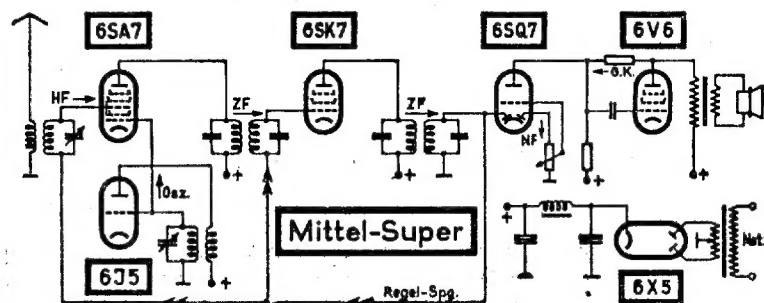 6SA7
6SK7
6SQ7
6V6
HF
ZF
ZF
G.K.
NF
Osz.
6J5
Mittel-Super
Regel-Spg.
6X5
Netz